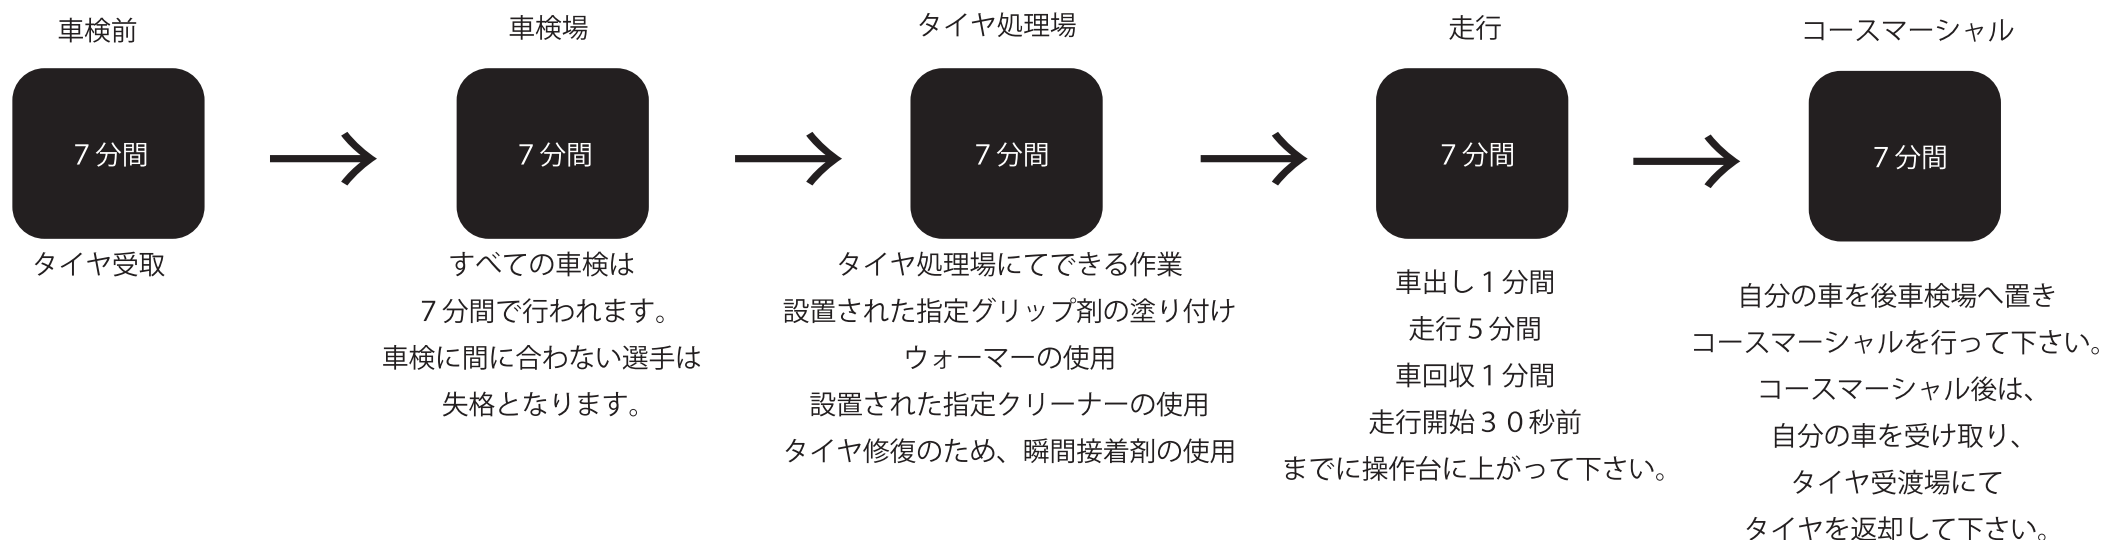 車検前
7分間
タイヤ受取
車検場
7分間
すべての車検は
7分間で行われます。
車検に間に合わない選手は
失格となります。
タイヤ処理場
7分間
タイヤ処理場にてできる作業
設置された指定グリップ剤の塗り付け
ウォーマーの使用
設置された指定クリーナーの使用
タイヤ修復のため、瞬間接着剤の使用
走行
7分間
車出し1分間
走行5分間
車回収1分間
走行開始30秒前
までに操作台に上がって下さい。
コースマーシャル
7分間
自分の車を後車検場へ置き
コースマーシャルを行って下さい。
コースマーシャル後は、
自分の車を受け取り、
タイヤ受渡場にて
タイヤを返却して下さい。